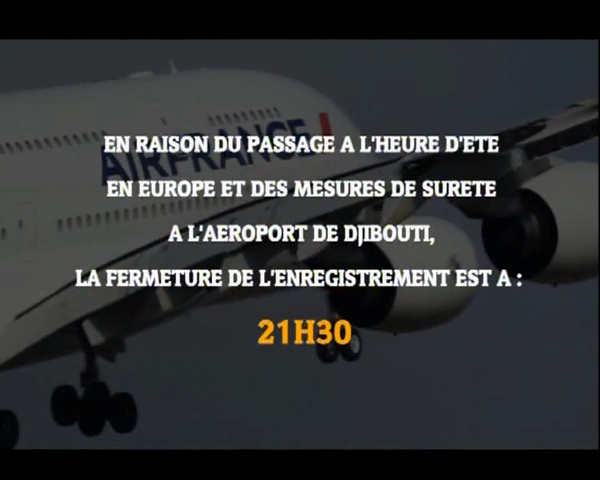 AIRFRANCE
EN RAISON DU PASSAGE A L'HEURE D'ETE
EN EUROPE ET DES MESURES DE SURETE
A L'AEROPORT DE DJIBOUTI,
LA FERMETURE DE L'ENREGISTREMENT EST A :
21H30